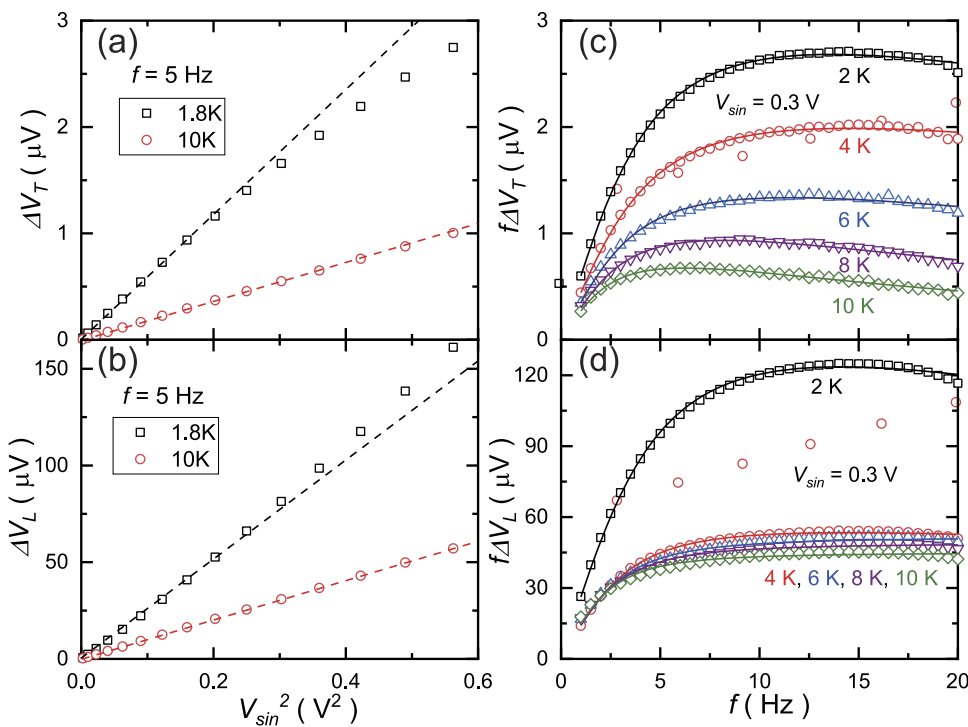 (a)
f = 5 Hz
1.8K
10K
3
2
1
0
ΔV_T ( μV )
(b)
f = 5 Hz
1.8K
10K
150
100
50
0
ΔV_L ( μV )
0.0 0.2 0.4 0.6
V_sin² ( V² )
(c)
2 K
V_sin = 0.3 V
4 K
6 K
8 K
10 K
3
2
1
0
fΔV_T ( μV )
(d)
2 K
V_sin = 0.3 V
4 K, 6 K, 8 K, 10 K
120
90
60
30
0
fΔV_L ( μV )
0 5 10 15 20
f ( Hz )